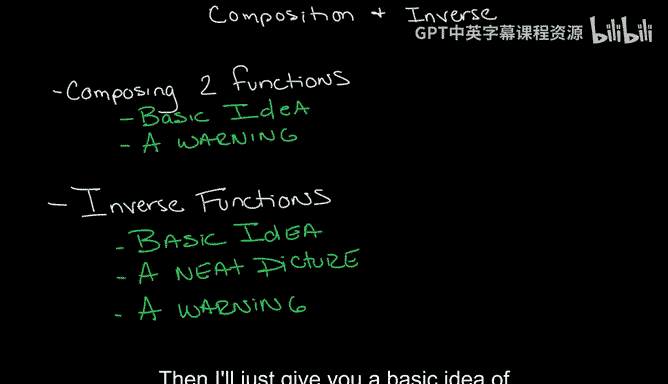 Composition + Inverse
GPT中英字幕课程资源 bilibili
- Composing 2 functions
- BASIC IdeA
- A WARNING
- Inverse Functions
- BASIC IDEA
- A NEAt PICTURE
- A WARNING
Then I'll just give you a basic idea of